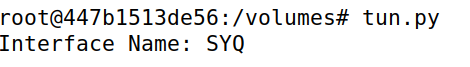 root@447b1513de56:/volumes# tun.py
Interface Name: SYQ